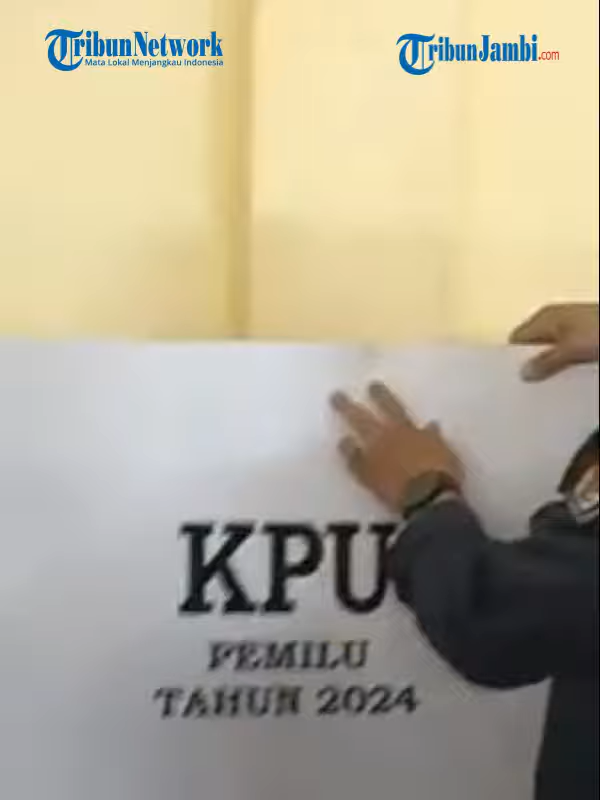 TribunNetwork
Mata Lokal Menjangkau Indonesia
TribunJambi.com
KPU
PEMILU
TAHUN 2024